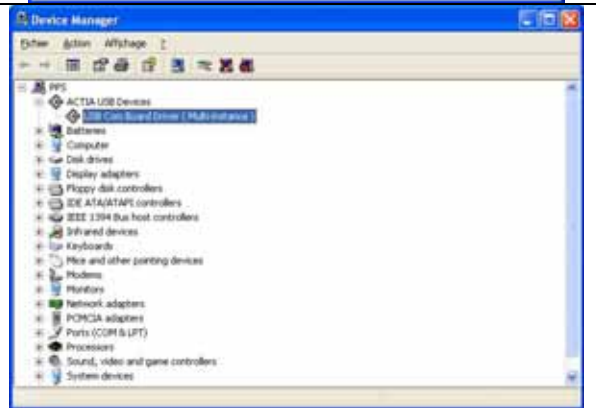 Device Manager
Fichier Action Affichage ?
PPS
ACTIA USB Devices
USB Com Board Driver ( Multi-instance )
Batteries
Computer
Disk drives
Display adapters
Floppy disk controllers
IDE ATA/ATAPI controllers
IEEE 1394 Bus host controllers
Infrared devices
Keyboards
Mice and other pointing devices
Modems
Monitors
Network adapters
PCMCIA adapters
Ports (COM & LPT)
Processors
Sound, video and game controllers
System devices